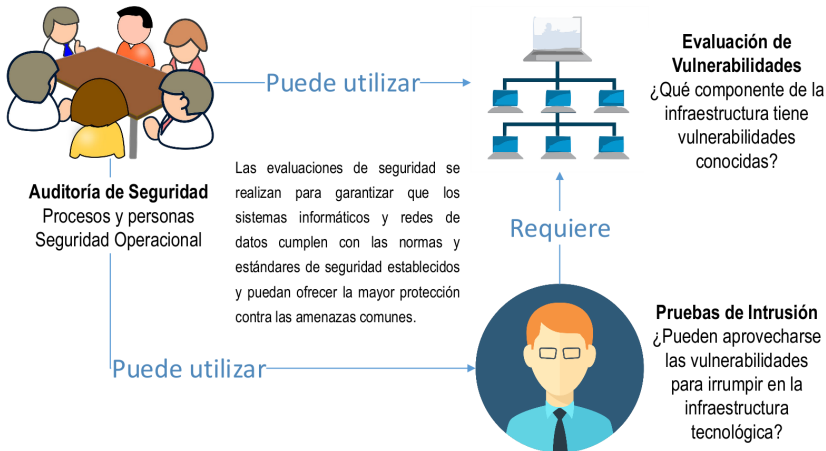 Puede utilizar
Evaluación de
Vulnerabilidades
¿Qué componente de la
infraestructura tiene
vulnerabilidades
conocidas?
Auditoría de Seguridad
Procesos y personas
Seguridad Operacional
Las evaluaciones de seguridad se
realizan para garantizar que los
sistemas informáticos y redes de
datos cumplen con las normas y
estándares de seguridad establecidos
y puedan ofrecer la mayor protección
contra las amenazas comunes.
Requiere
Puede utilizar
Pruebas de Intrusión
¿Pueden aprovecharse
las vulnerabilidades
para irrumpir en la
infraestructura
tecnológica?